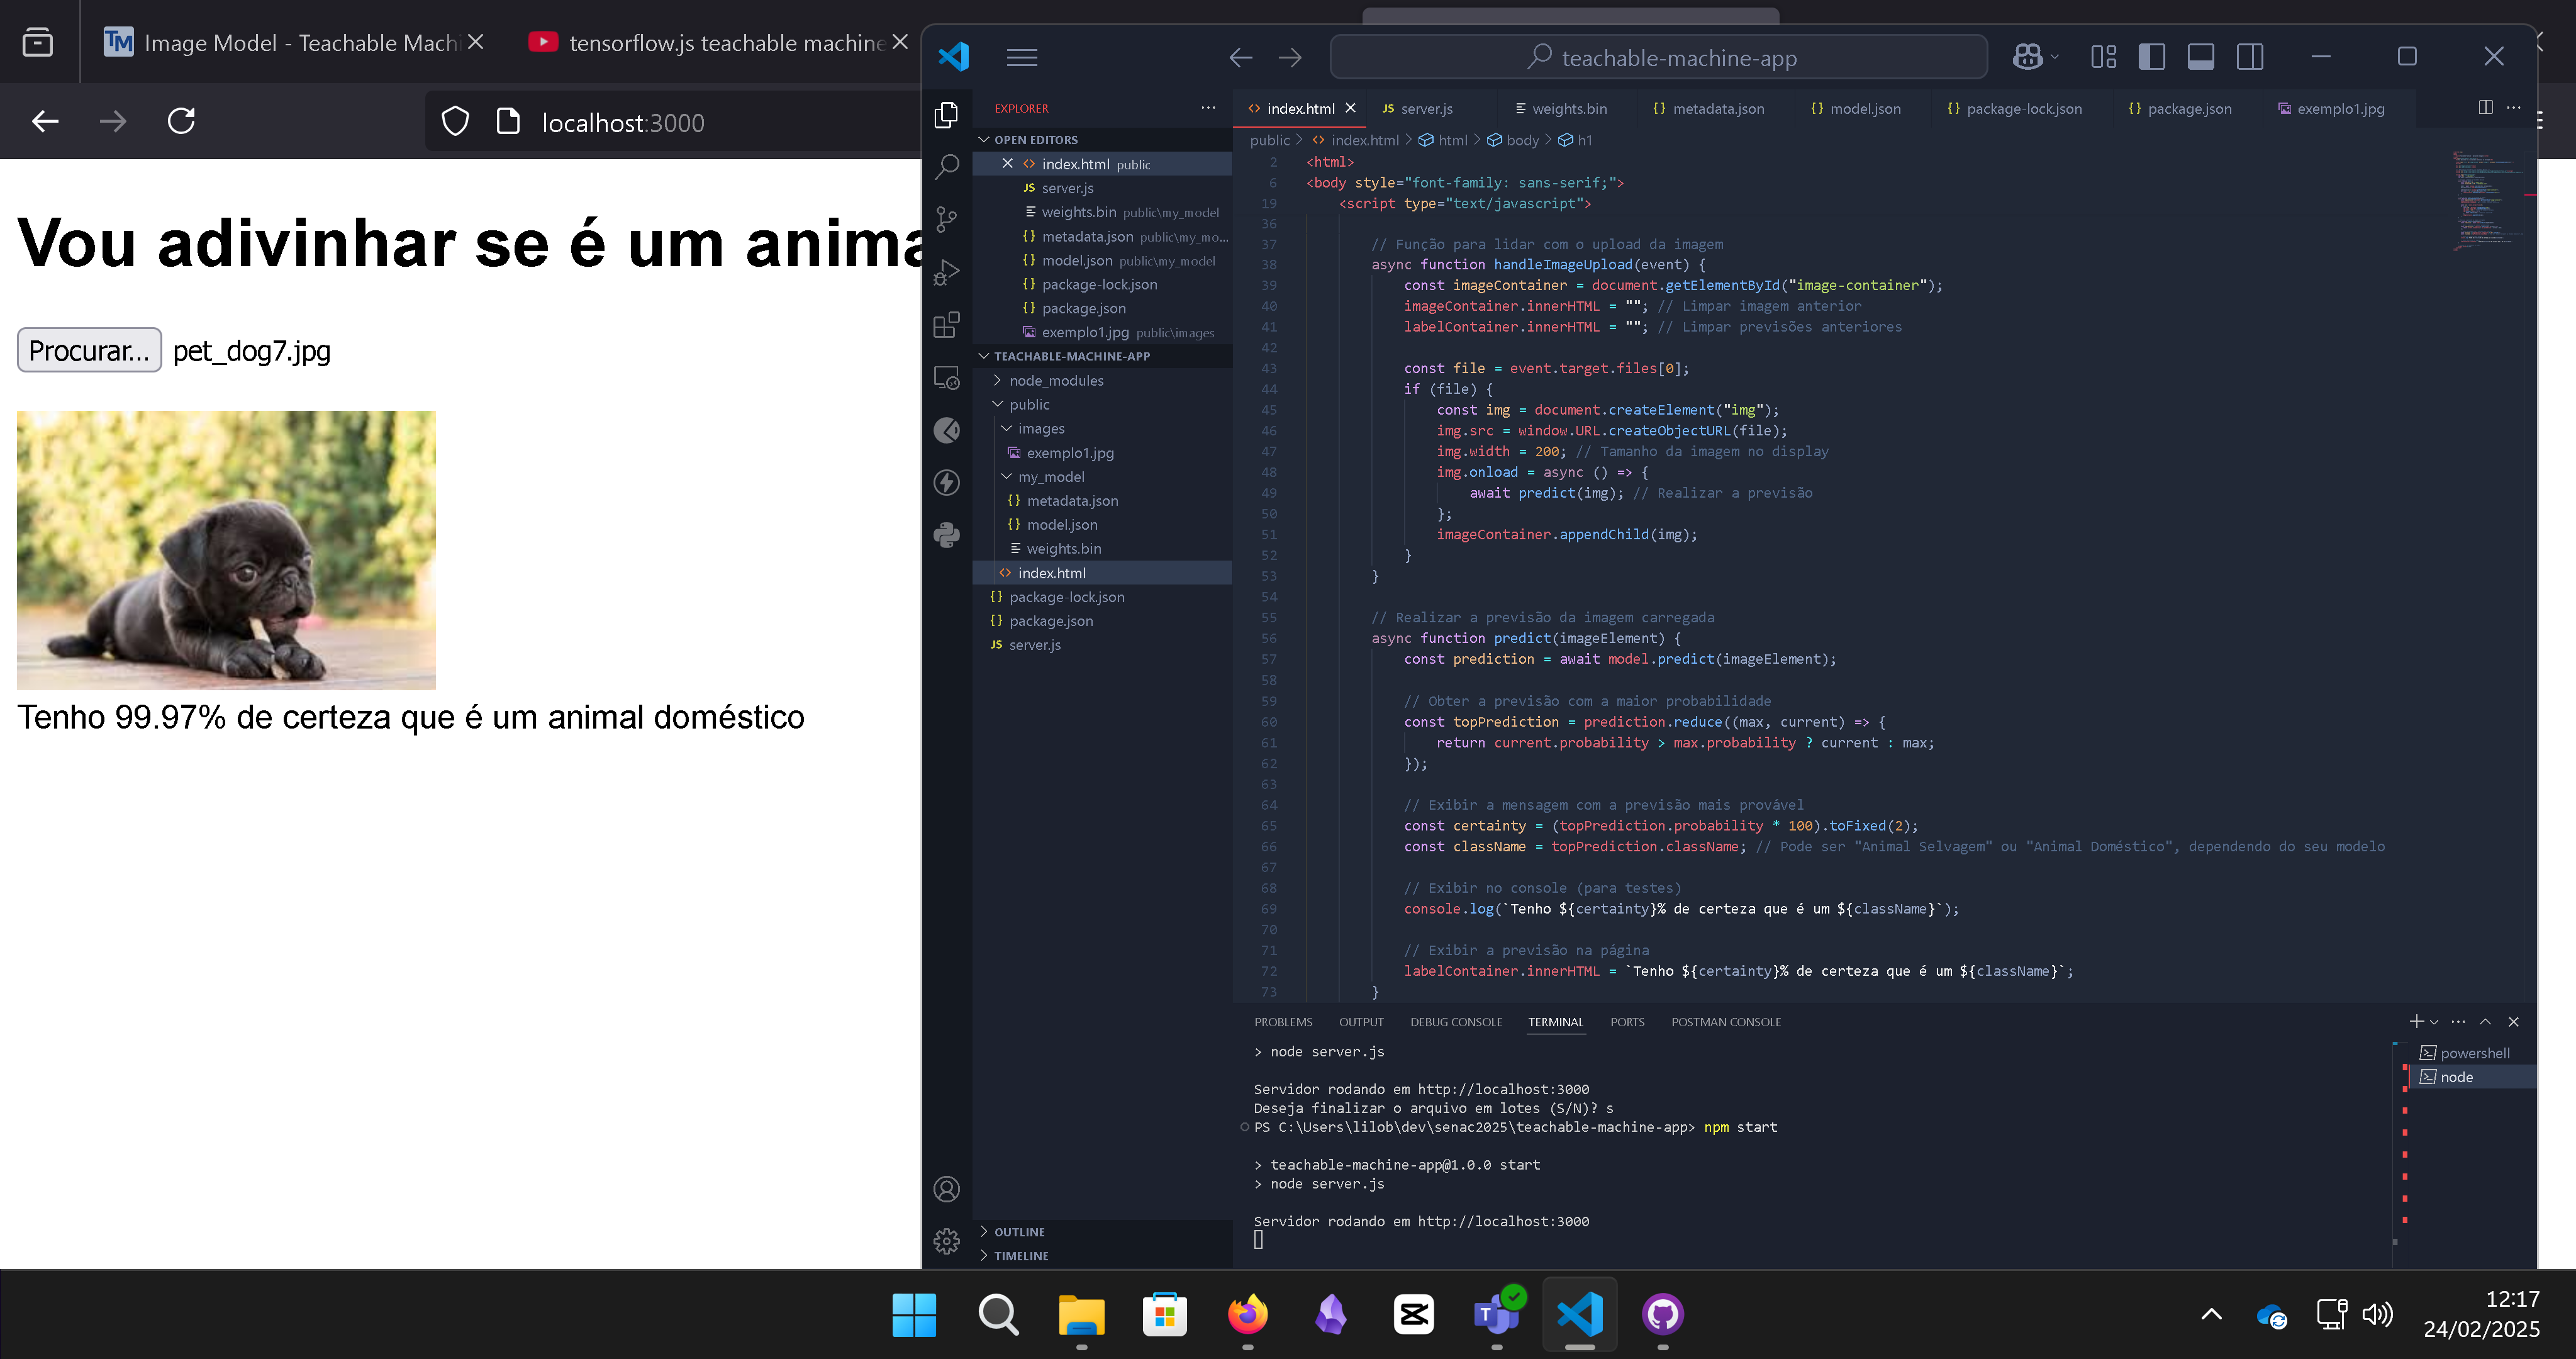 Image Model - Teachable Machi
tensorflow.js teachable machine
localhost:3000
Vou adivinhar se é um anima
Procurar...
pet_dog7.jpg
Tenho 99.97% de certeza que é um animal doméstico
teachable-machine-app
EXPLORER
OPEN EDITORS
index.html public
server.js
weights.bin public\my_model
metadata.json public\my_mo...
model.json public\my_model
package-lock.json
package.json
exemplo1.jpg public\images
TEACHABLE-MACHINE-APP
node_modules
public
images
exemplo1.jpg
my_model
metadata.json
model.json
weights.bin
index.html
package-lock.json
package.json
server.js
OUTLINE
TIMELINE
index.html
server.js
weights.bin
metadata.json
model.json
package-lock.json
package.json
exemplo1.jpg
public > index.html > html > body > h1
2 <html>
6 <body style="font-family: sans-serif;">
19 <script type="text/javascript">
36
37 // Função para lidar com o upload da imagem
38 async function handleImageUpload(event) {
39 const imageContainer = document.getElementById("image-container");
40 imageContainer.innerHTML = ""; // Limpar imagem anterior
41 labelContainer.innerHTML = ""; // Limpar previsões anteriores
42
43 const file = event.target.files[0];
44 if (file) {
45 const img = document.createElement("img");
46 img.src = window.URL.createObjectURL(file);
47 img.width = 200; // Tamanho da imagem no display
48 img.onload = async () => {
49 await predict(img); // Realizar a previsão
50 };
51 imageContainer.appendChild(img);
52 }
53 }
54
55 // Realizar a previsão da imagem carregada
56 async function predict(imageElement) {
57 const prediction = await model.predict(imageElement);
58
59 // Obter a previsão com a maior probabilidade
60 const topPrediction = prediction.reduce((max, current) => {
61 return current.probability > max.probability ? current : max;
62 });
63
64 // Exibir a mensagem com a previsão mais provável
65 const certainty = (topPrediction.probability * 100).toFixed(2);
66 const className = topPrediction.className; // Pode ser "Animal Selvagem" ou "Animal Doméstico", dependendo do seu modelo
67
68 // Exibir no console (para testes)
69 console.log(`Tenho ${certainty}% de certeza que é um ${className}`);
70
71 // Exibir a previsão na página
72 labelContainer.innerHTML = `Tenho ${certainty}% de certeza que é um ${className}`;
73 }
PROBLEMS OUTPUT DEBUG CONSOLE TERMINAL PORTS POSTMAN CONSOLE
> node server.js
Servidor rodando em http://localhost:3000
Deseja finalizar o arquivo em lotes (S/N)? s
PS C:\Users\lilob\dev\senac2025\teachable-machine-app> npm start
> teachable-machine-app@1.0.0 start
> node server.js
Servidor rodando em http://localhost:3000
powershell
node
12:17
24/02/2025